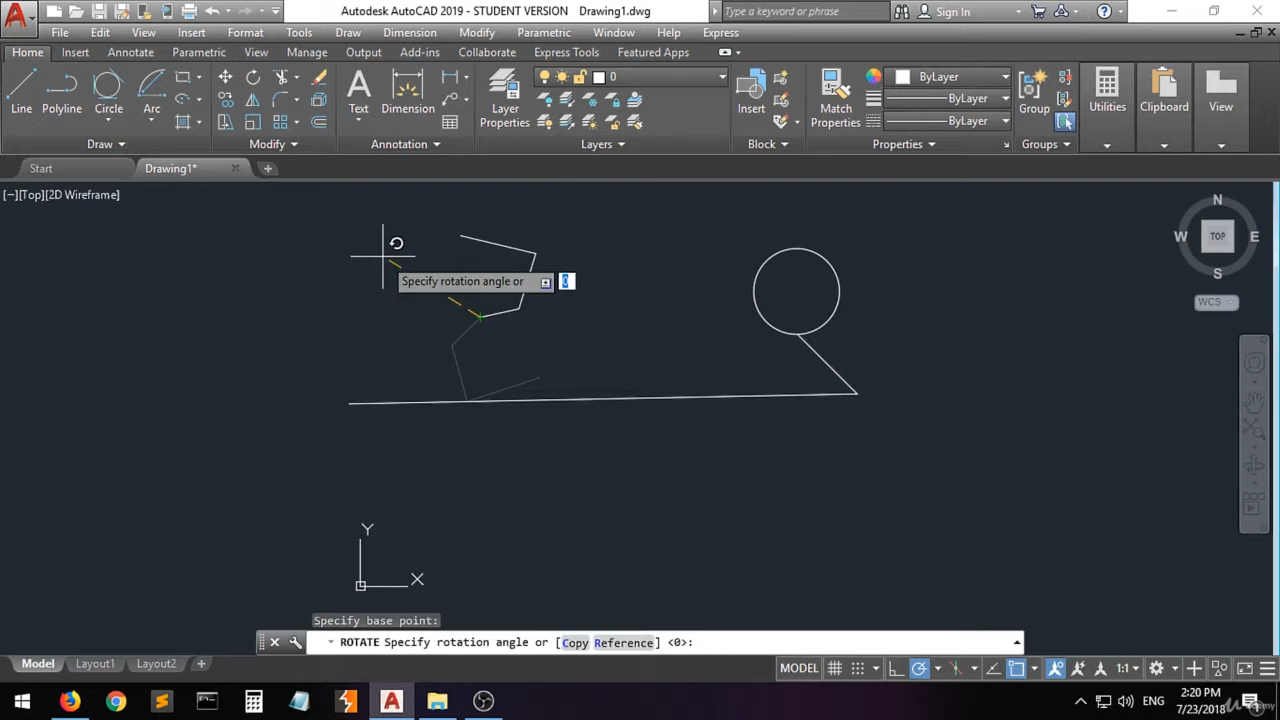 Autodesk AutoCAD 2019 - STUDENT VERSION Drawing1.dwg
Type a keyword or phrase
Sign In
File Edit View Insert Format Tools Draw Dimension Modify Parametric Window Help Express
Home Insert Annotate Parametric View Manage Output Add-ins Collaborate Express Tools Featured Apps
0
ByLayer
ByLayer
ByLayer
Line Polyline Circle Arc Text Dimension Layer Properties Insert Match Properties Group Utilities Clipboard View
Draw Modify Annotation Layers Block Properties Groups
Start Drawing1*
[−][Top][2D Wireframe]
N
W TOP E
S
WCS
Specify rotation angle or 0
Y
X
Specify base point:
ROTATE Specify rotation angle or [Copy Reference] <0>:
Model Layout1 Layout2
MODEL 1:1
ENG
2:20 PM
7/23/2018